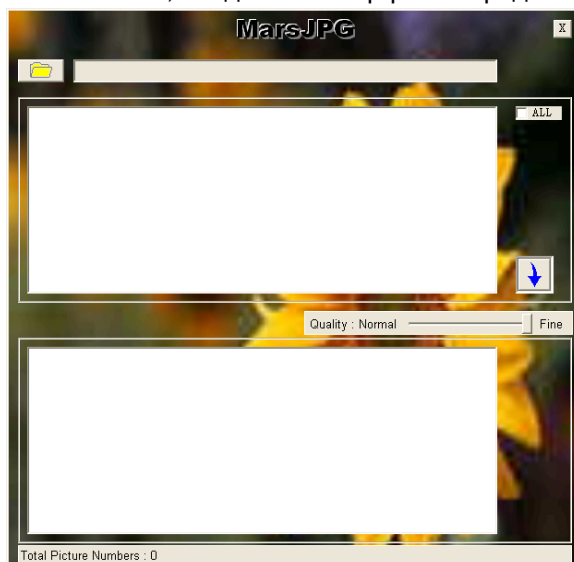 MarsJPG
X
ALL
Quality : Normal Fine
Total Picture Numbers : 0